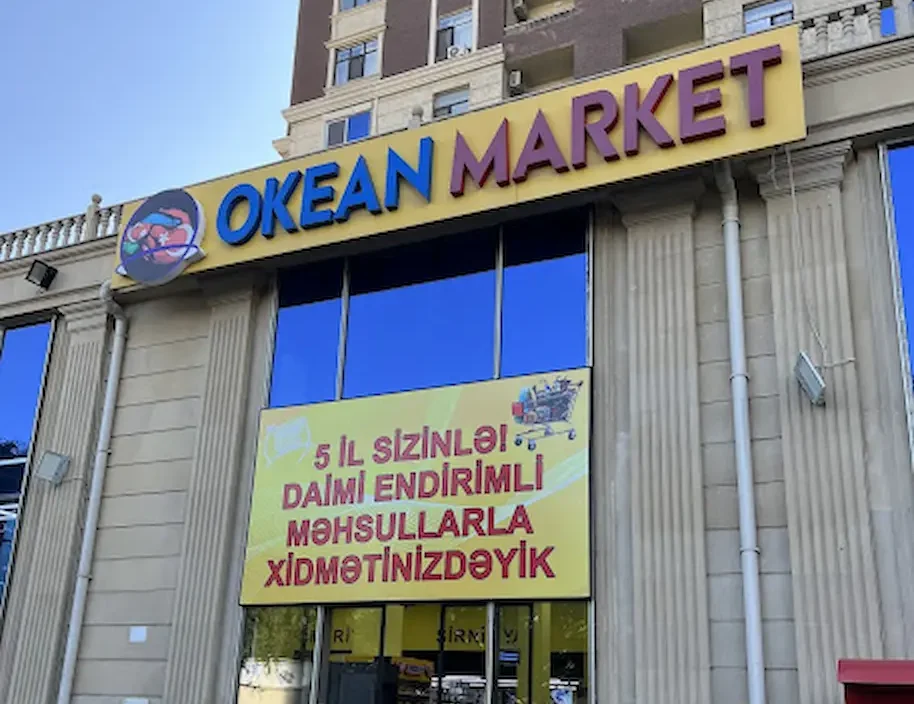 OKEAN MARKET
5 İL SİZİNLƏ!
DAİMİ ENDİRİMLİ
MƏHSULLARLA
XİDMƏTİNİZDƏYİK